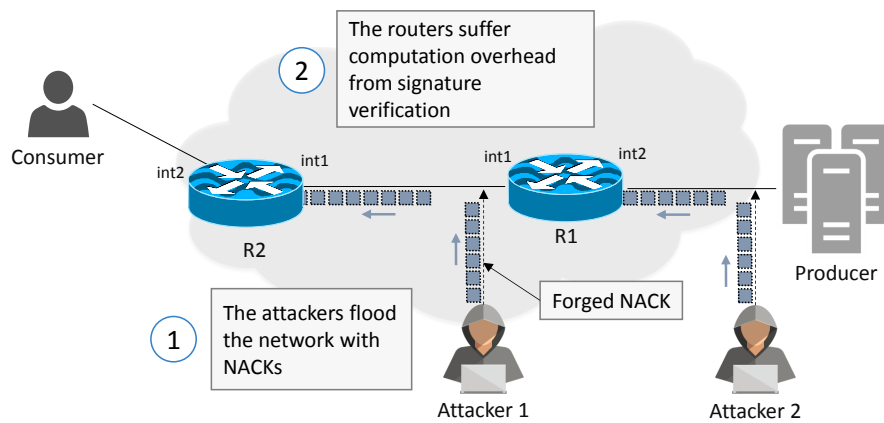 2
The routers suffer
computation overhead
from signature
verification
Consumer
int2
int1
int1
int2
R2
R1
Producer
Forged NACK
1
The attackers flood
the network with
NACKs
Attacker 1
Attacker 2